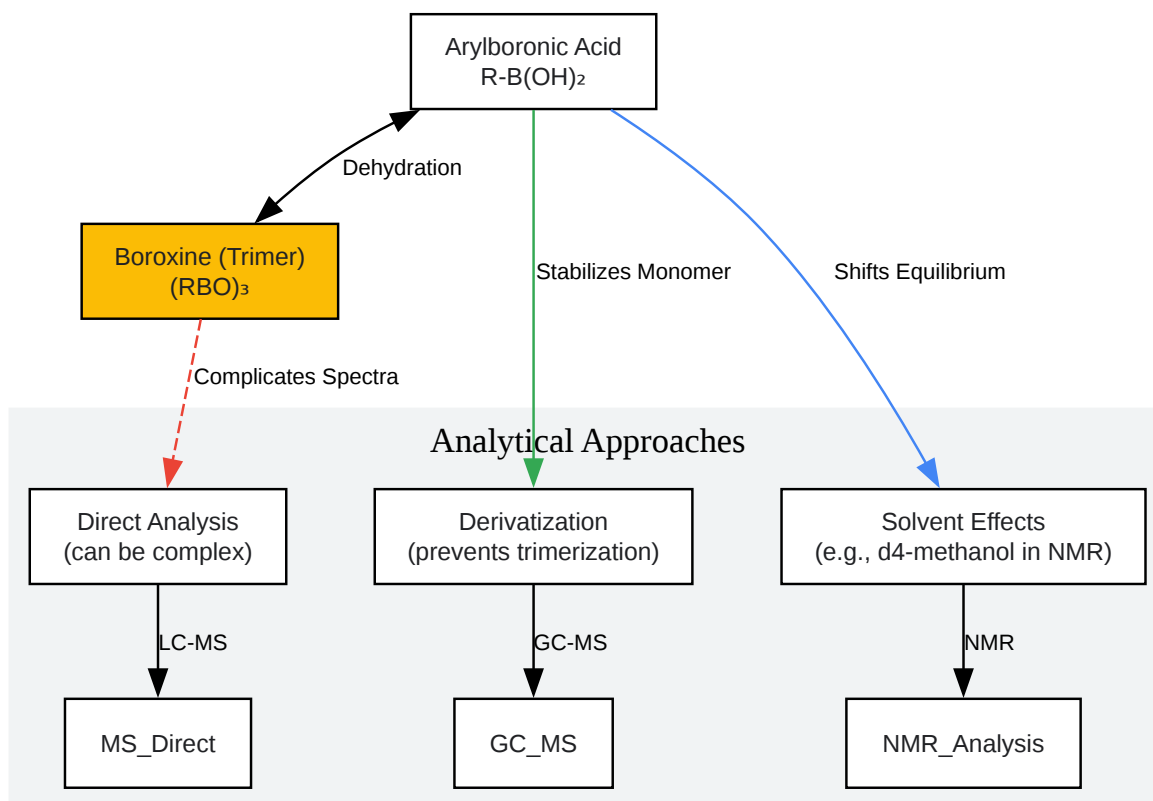 Arylboronic Acid
R-B(OH)₂
Dehydration
Boroxine (Trimer)
(RBO)₃
Stabilizes Monomer
Shifts Equilibrium
Complicates Spectra
Analytical Approaches
Direct Analysis
(can be complex)
Derivatization
(prevents trimerization)
Solvent Effects
(e.g., d4-methanol in NMR)
LC-MS
GC-MS
NMR
MS_Direct
GC_MS
NMR_Analysis